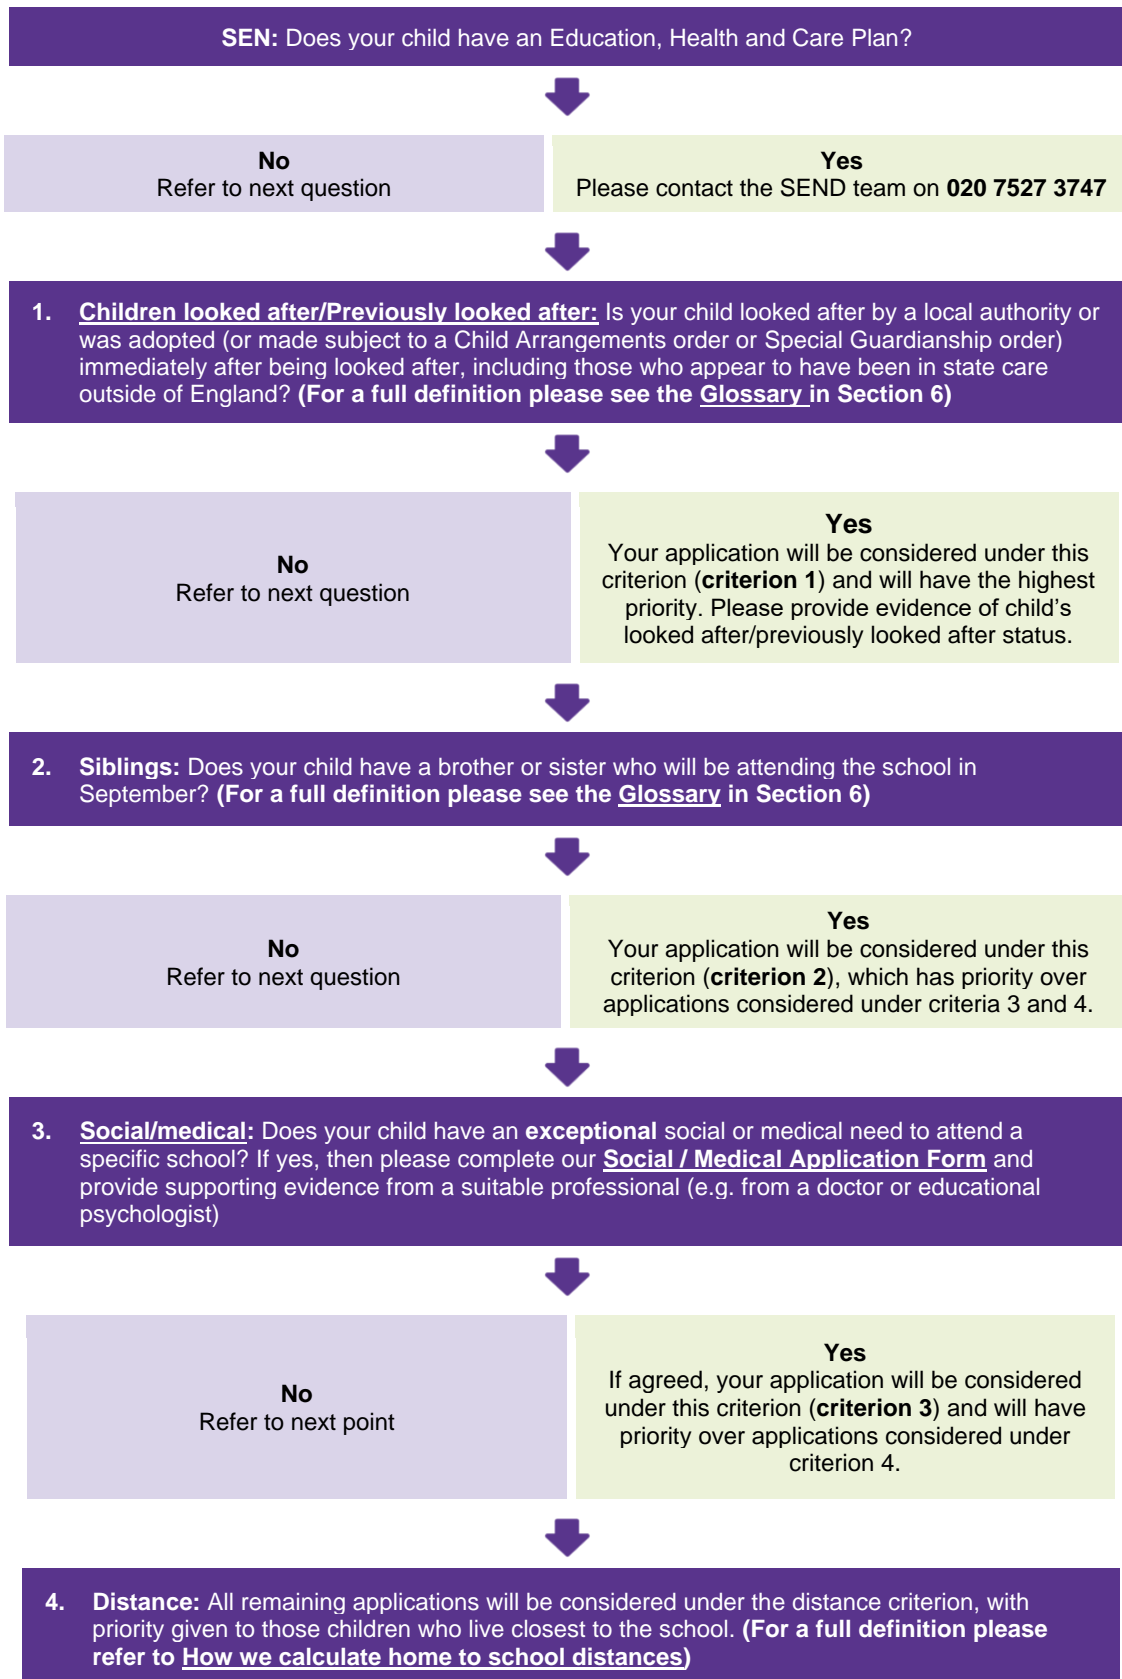 SEN: Does your child have an Education, Health and Care Plan?
No
Refer to next question
Yes
Please contact the SEND team on 020 7527 3747
1. Children looked after/Previously looked after: Is your child looked after by a local authority or
was adopted (or made subject to a Child Arrangements order or Special Guardianship order)
immediately after being looked after, including those who appear to have been in state care
outside of England? (For a full definition please see the Glossary in Section 6)
No
Refer to next question
Yes
Your application will be considered under this
criterion (criterion 1) and will have the highest
priority. Please provide evidence of child's
looked after/previously looked after status.
2. Siblings: Does your child have a brother or sister who will be attending the school in
September? (For a full definition please see the Glossary in Section 6)
No
Refer to next question
Yes
Your application will be considered under this
criterion (criterion 2), which has priority over
applications considered under criteria 3 and 4.
3. Social/medical: Does your child have an exceptional social or medical need to attend a
specific school? If yes, then please complete our Social / Medical Application Form and
provide supporting evidence from a suitable professional (e.g. from a doctor or educational
psychologist)
No
Refer to next point
Yes
If agreed, your application will be considered
under this criterion (criterion 3) and will have
priority over applications considered under
criterion 4.
4. Distance: All remaining applications will be considered under the distance criterion, with
priority given to those children who live closest to the school. (For a full definition please
refer to How we calculate home to school distances)